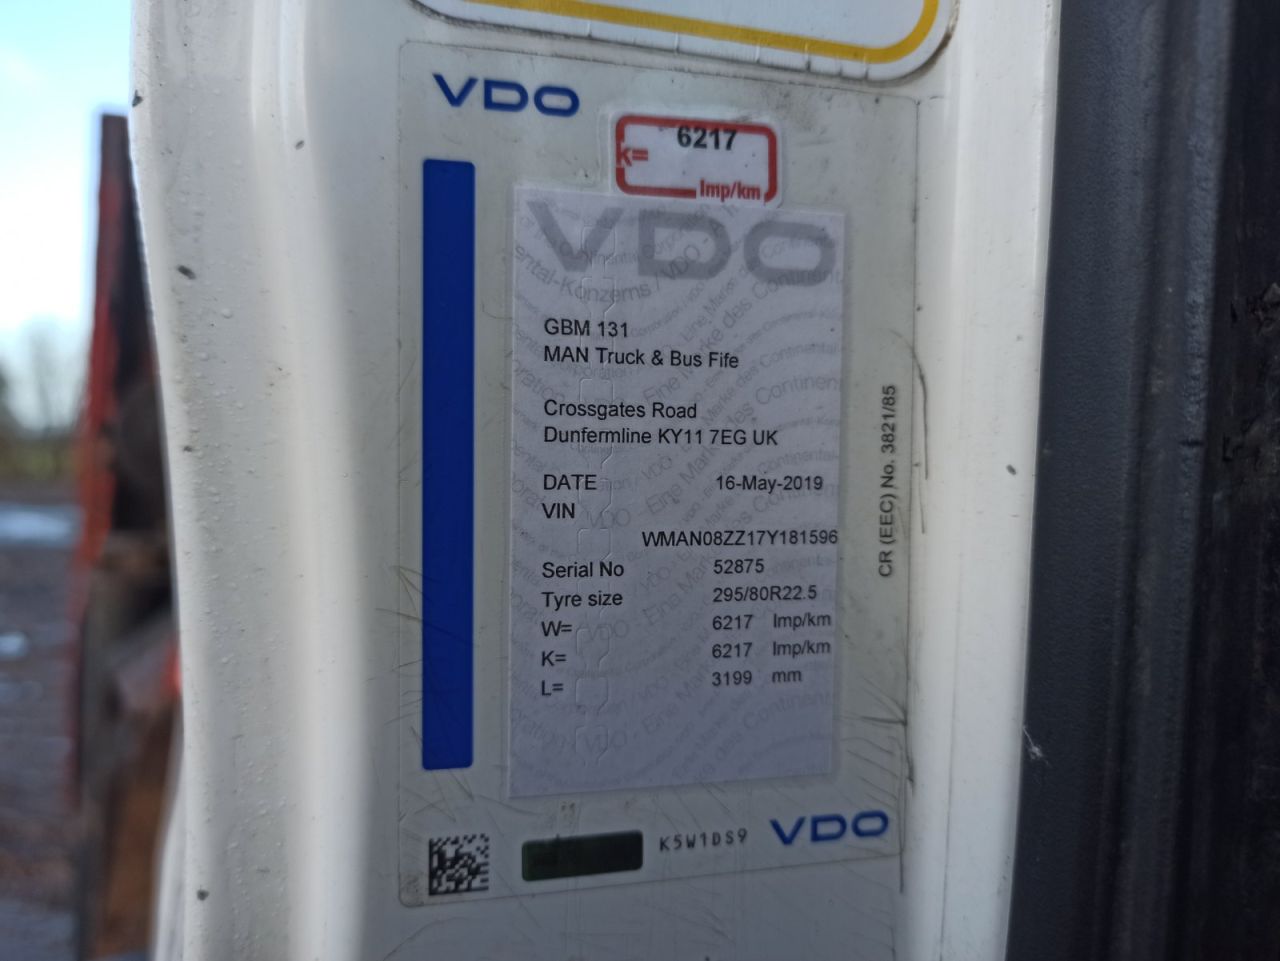 VDO
6217
k=
Imp/km
VDO
GBM 131
MAN Truck & Bus Fife
Crossgates Road
Dunfermline KY11 7EG UK
DATE 16-May-2019
VIN
WMAN08ZZ17Y181596
Serial No 52875
Tyre size 295/80R22.5
W= 6217 Imp/km
K= 6217 Imp/km
L= 3199 mm
CR (EEC) No. 3821/85
K5W1DS9
VDO